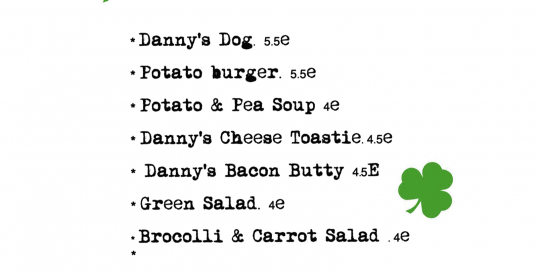 * Danny's Dog. 5.5e
* Potato burger. 5.5e
* Potato & Pea Soup 4e
* Danny's Cheese Toastie. 4.5e
* Danny's Bacon Butty 4.5E
* Green Salad. 4e
* Brocolli & Carrot Salad . 4e
*